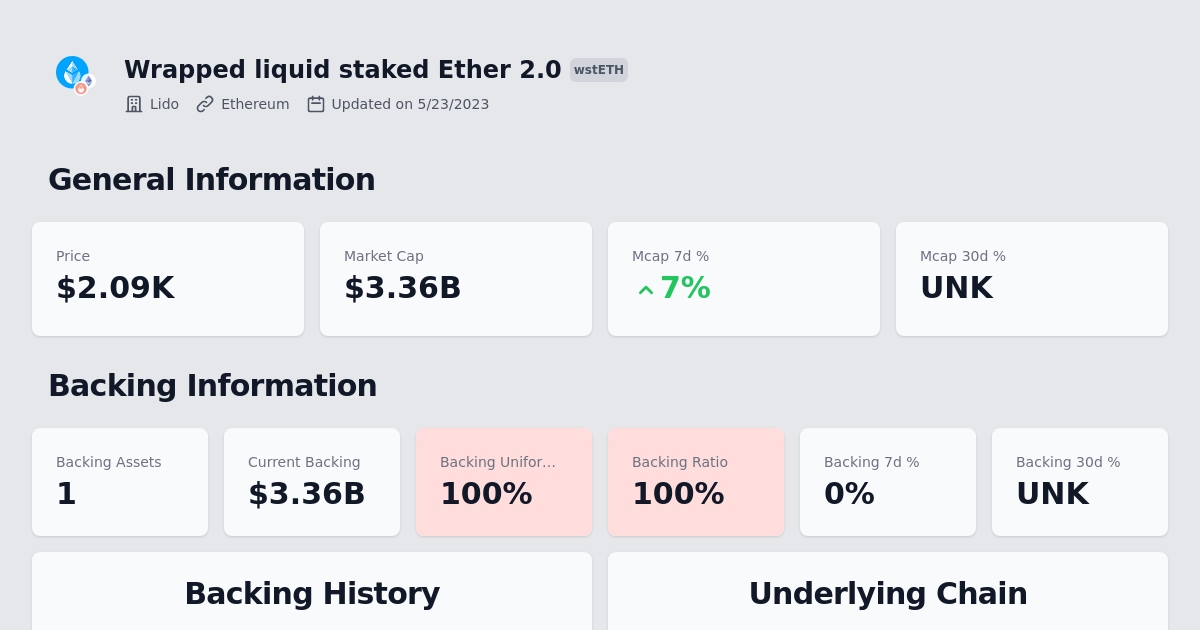 Wrapped liquid staked Ether 2.0 wstETH
Lido Ethereum Updated on 5/23/2023
General Information
Price
$2.09K
Market Cap
$3.36B
Mcap 7d %
7%
Mcap 30d %
UNK
Backing Information
Backing Assets
1
Current Backing
$3.36B
Backing Unifor...
100%
Backing Ratio
100%
Backing 7d %
0%
Backing 30d %
UNK
Backing History
Underlying Chain